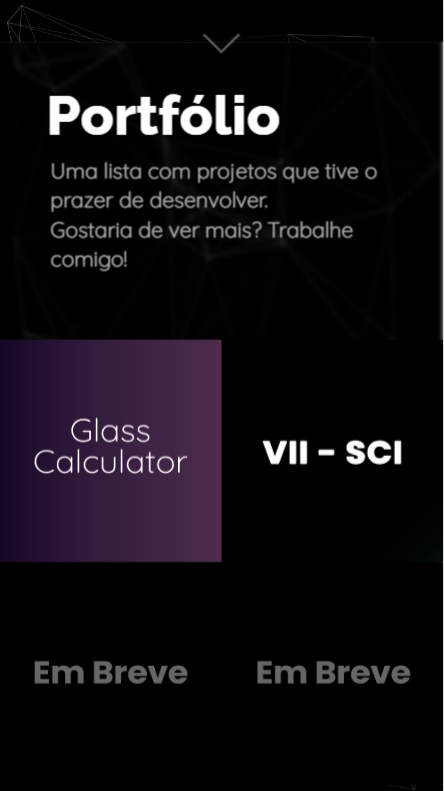 Portfólio
Uma lista com projetos que tive o
prazer de desenvolver.
Gostaria de ver mais? Trabalhe
comigo!
Glass
Calculator
VII - SCI
Em Breve
Em Breve